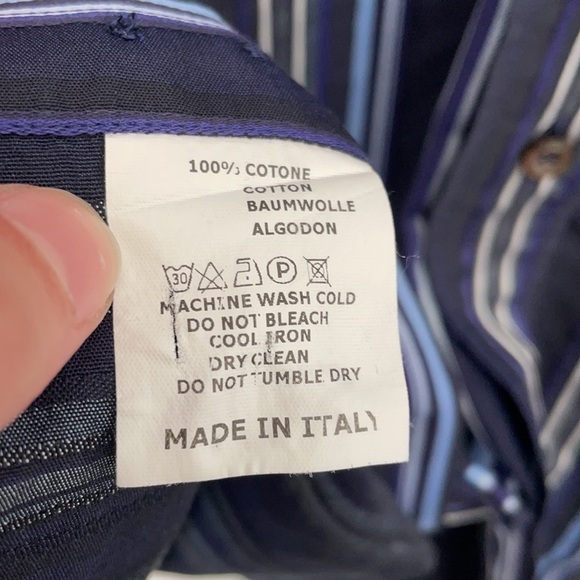 100% COTONE
COTTON
BAUMWOLLE
ALGODON
30 P
MACHINE WASH COLD
DO NOT BLEACH
COOL IRON
DRY CLEAN
DO NOT TUMBLE DRY
MADE IN ITALY